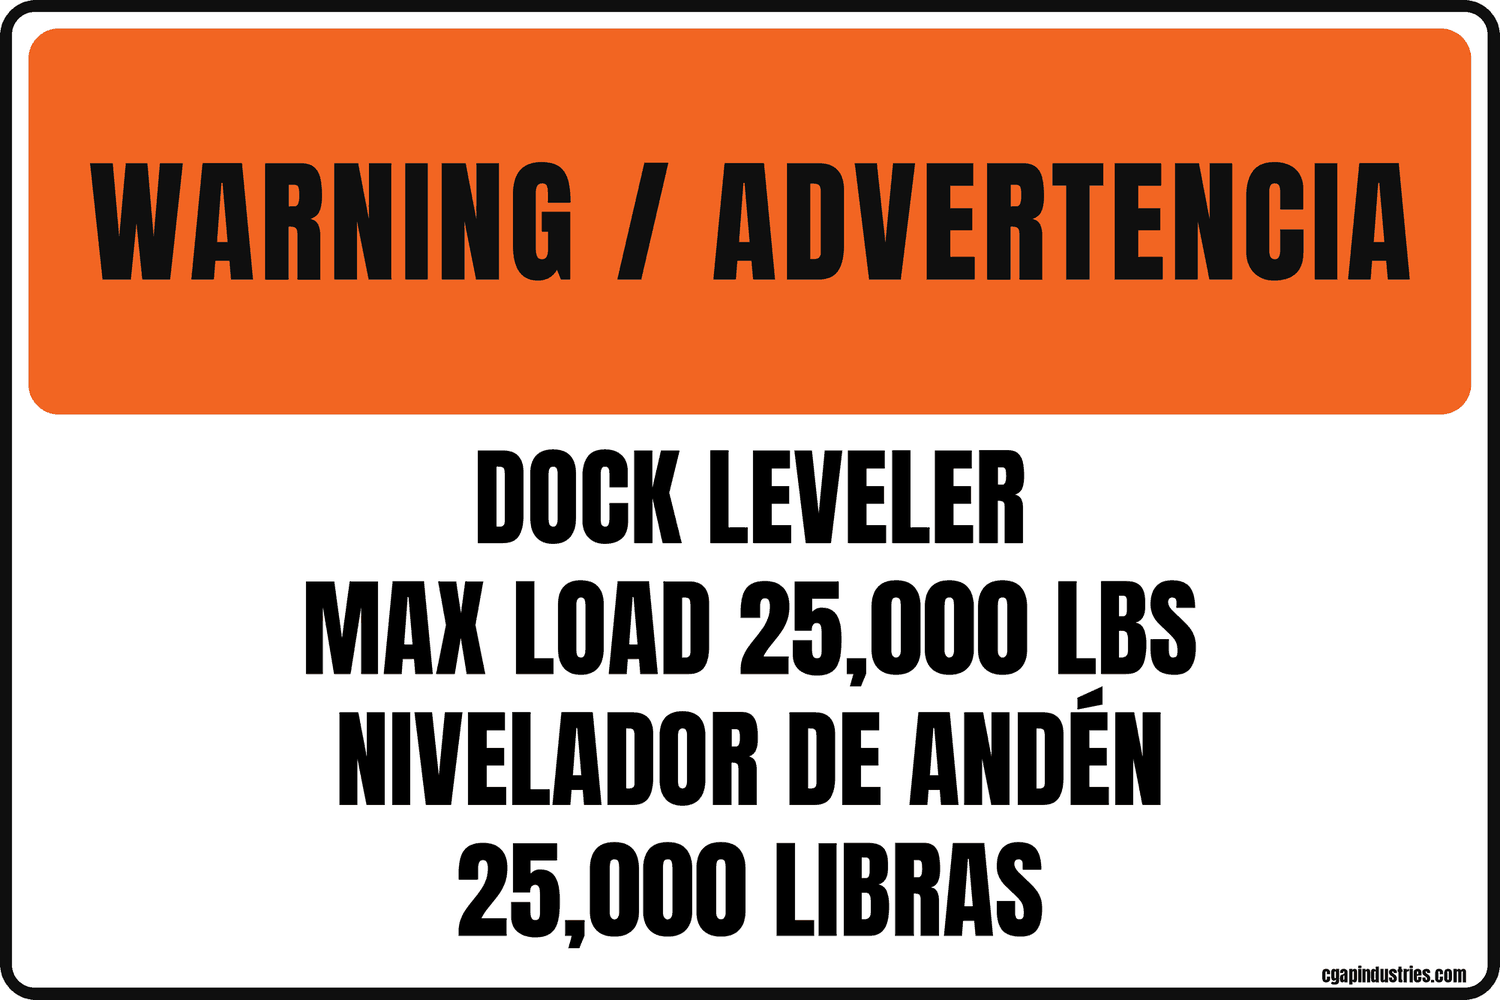 WARNING / ADVERTENCIA
DOCK LEVELER
MAX LOAD 25,000 LBS
NIVELADOR DE ANDÉN
25,000 LIBRAS
cgapindustries.com